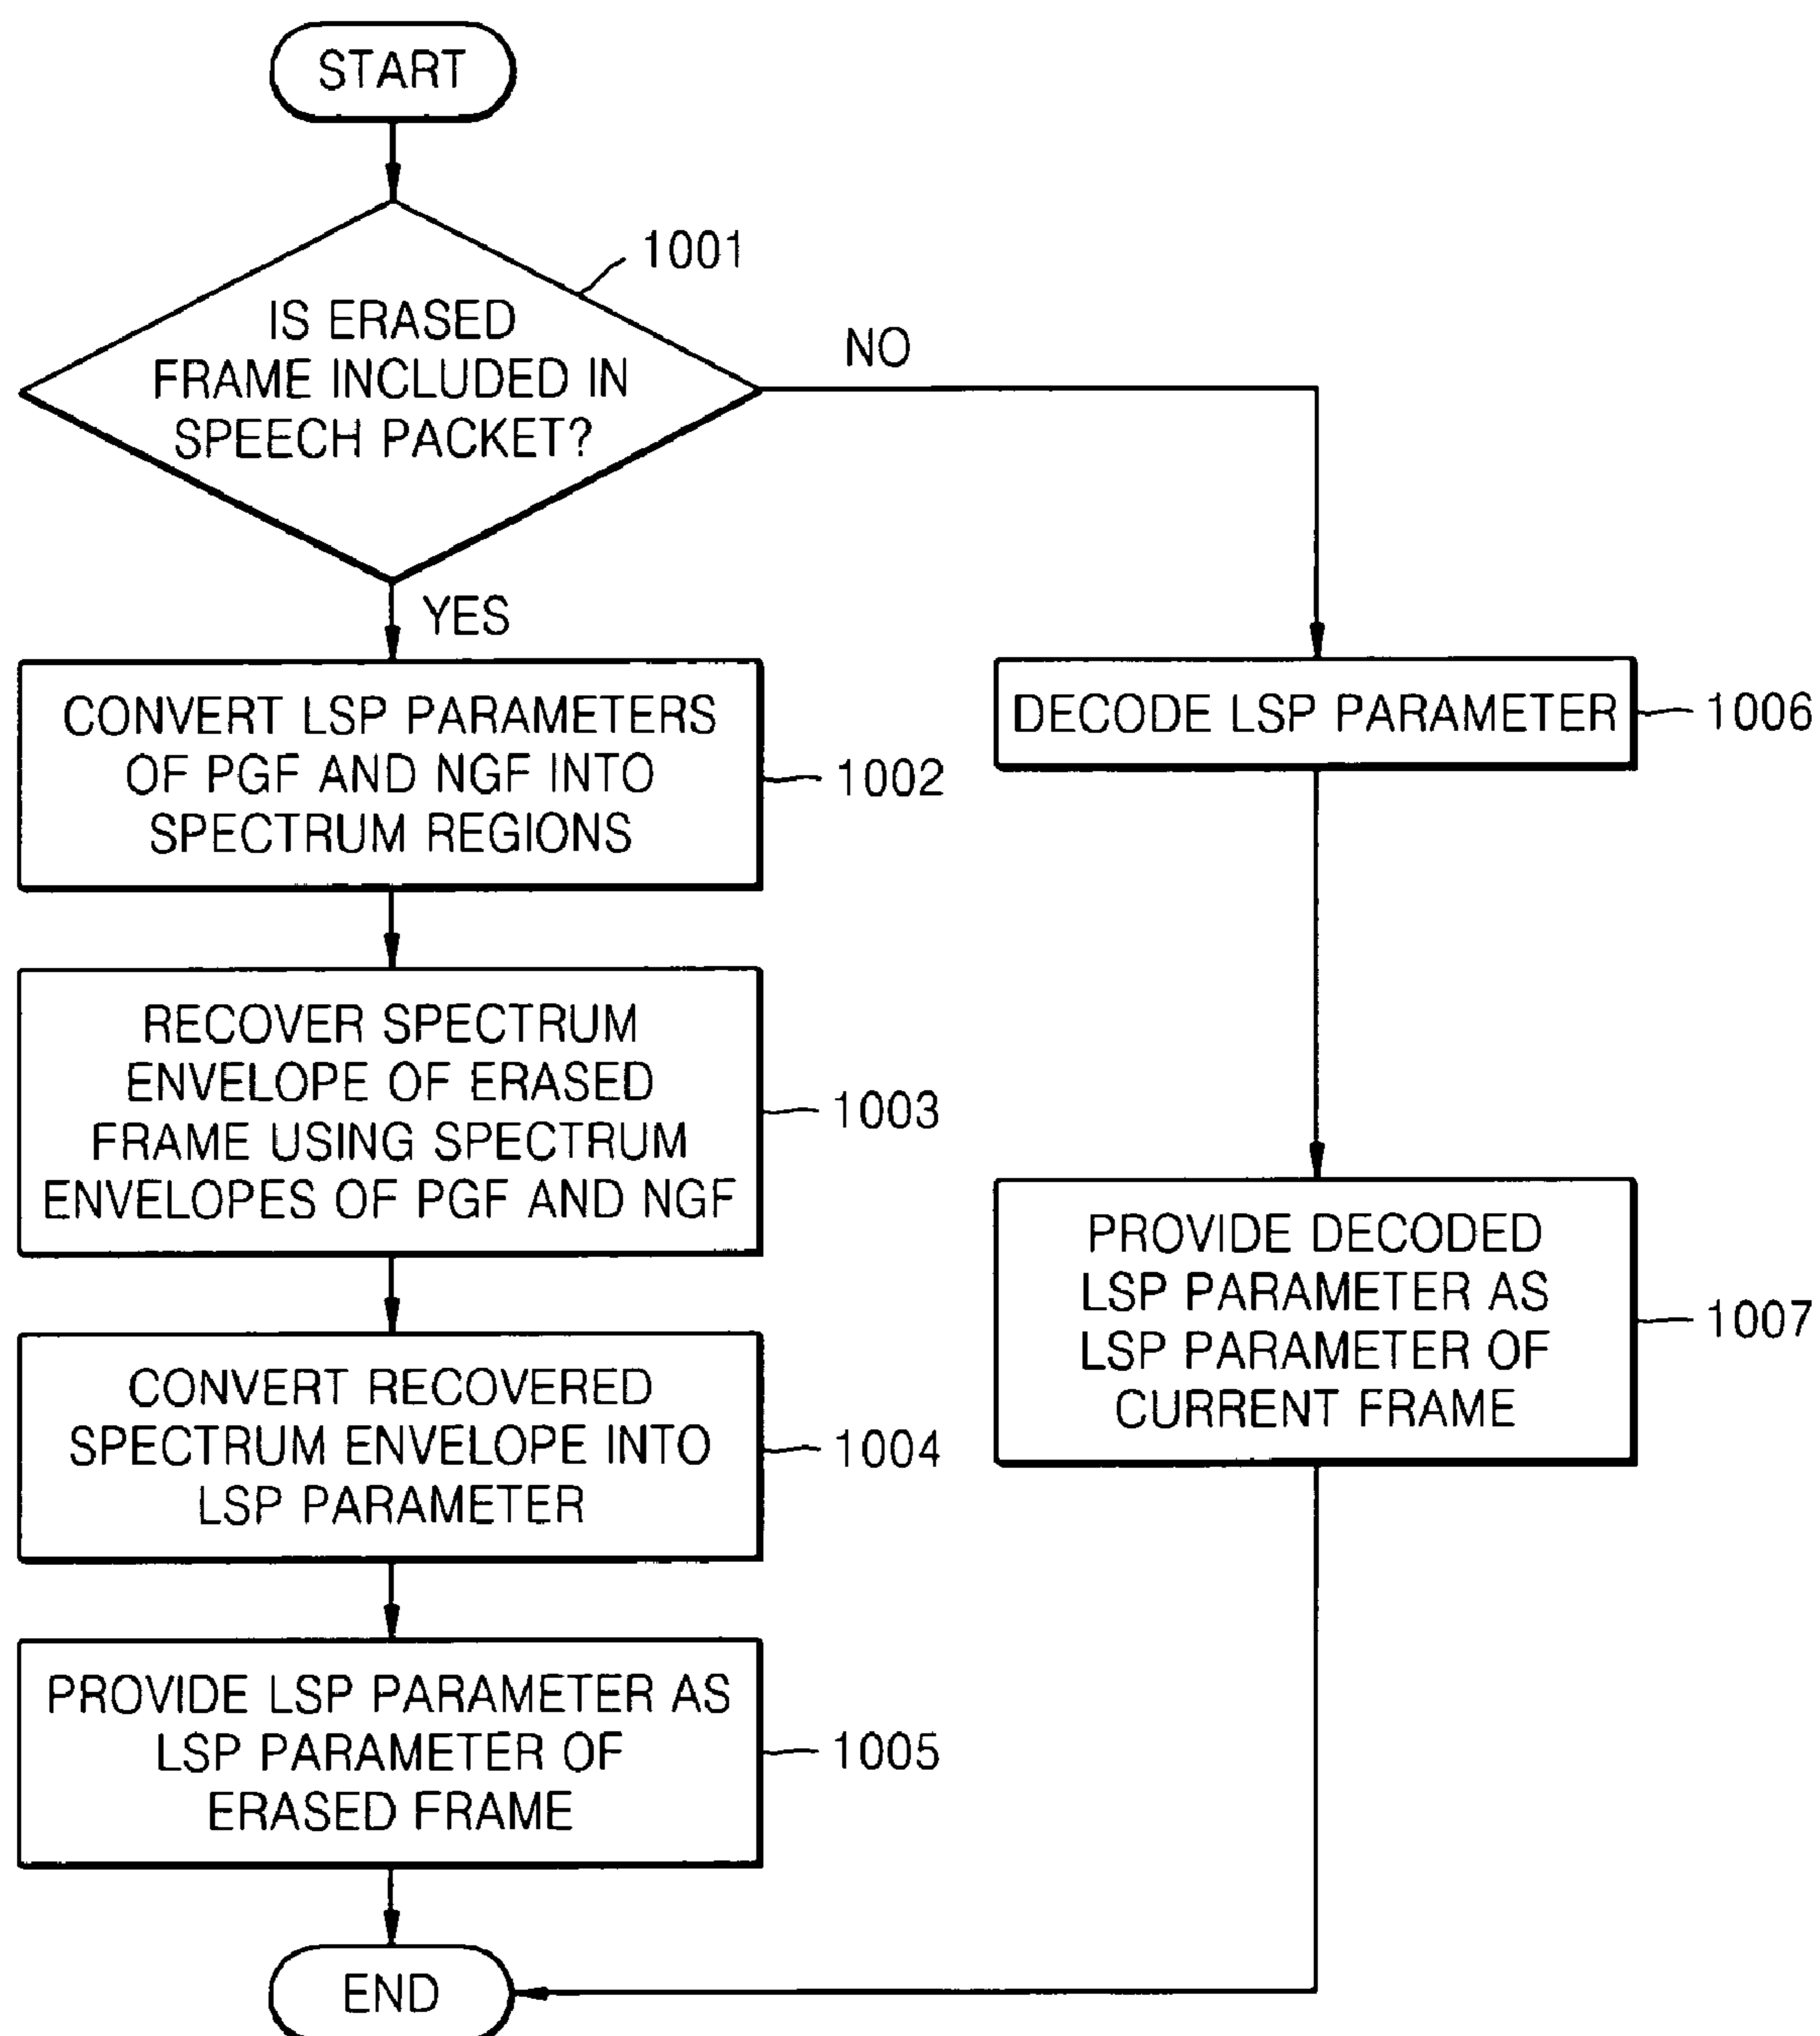 START
1001
IS ERASED
FRAME INCLUDED IN
SPEECH PACKET?
NO
YES
CONVERT LSP PARAMETERS
OF PGF AND NGF INTO
SPECTRUM REGIONS
1002
DECODE LSP PARAMETER
1006
RECOVER SPECTRUM
ENVELOPE OF ERASED
FRAME USING SPECTRUM
ENVELOPES OF PGF AND NGF
1003
PROVIDE DECODED
LSP PARAMETER AS
LSP PARAMETER OF
CURRENT FRAME
1007
CONVERT RECOVERED
SPECTRUM ENVELOPE INTO
LSP PARAMETER
1004
PROVIDE LSP PARAMETER AS
LSP PARAMETER OF
ERASED FRAME
1005
END